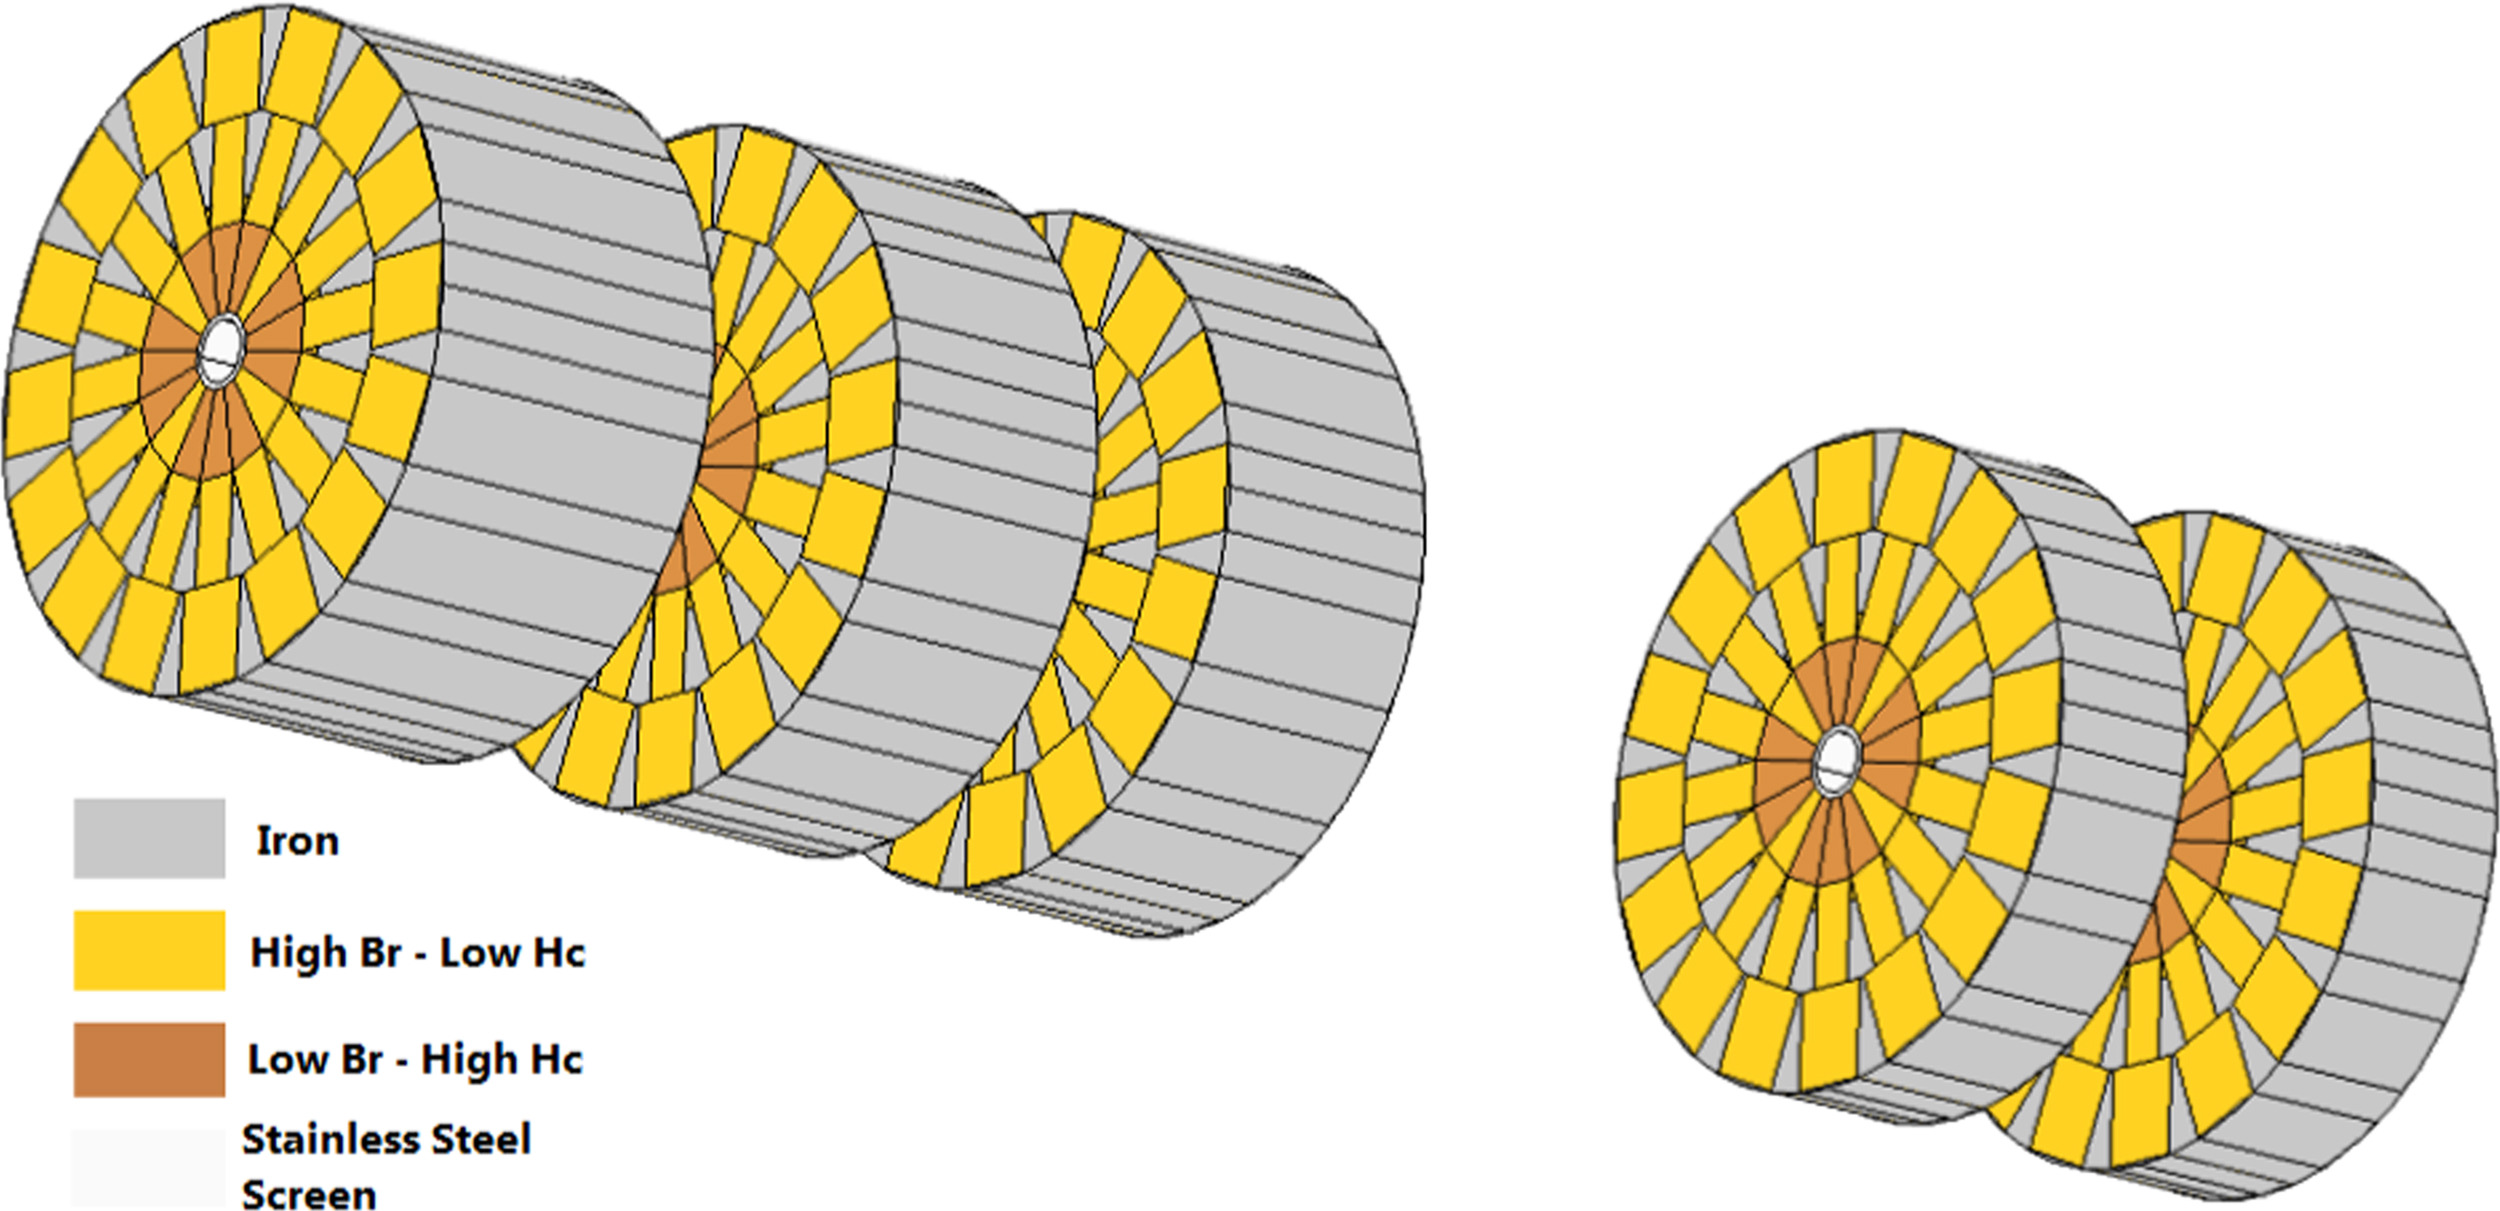 Iron
High Br - Low Hc
Low Br - High Hc
Stainless Steel
Screen